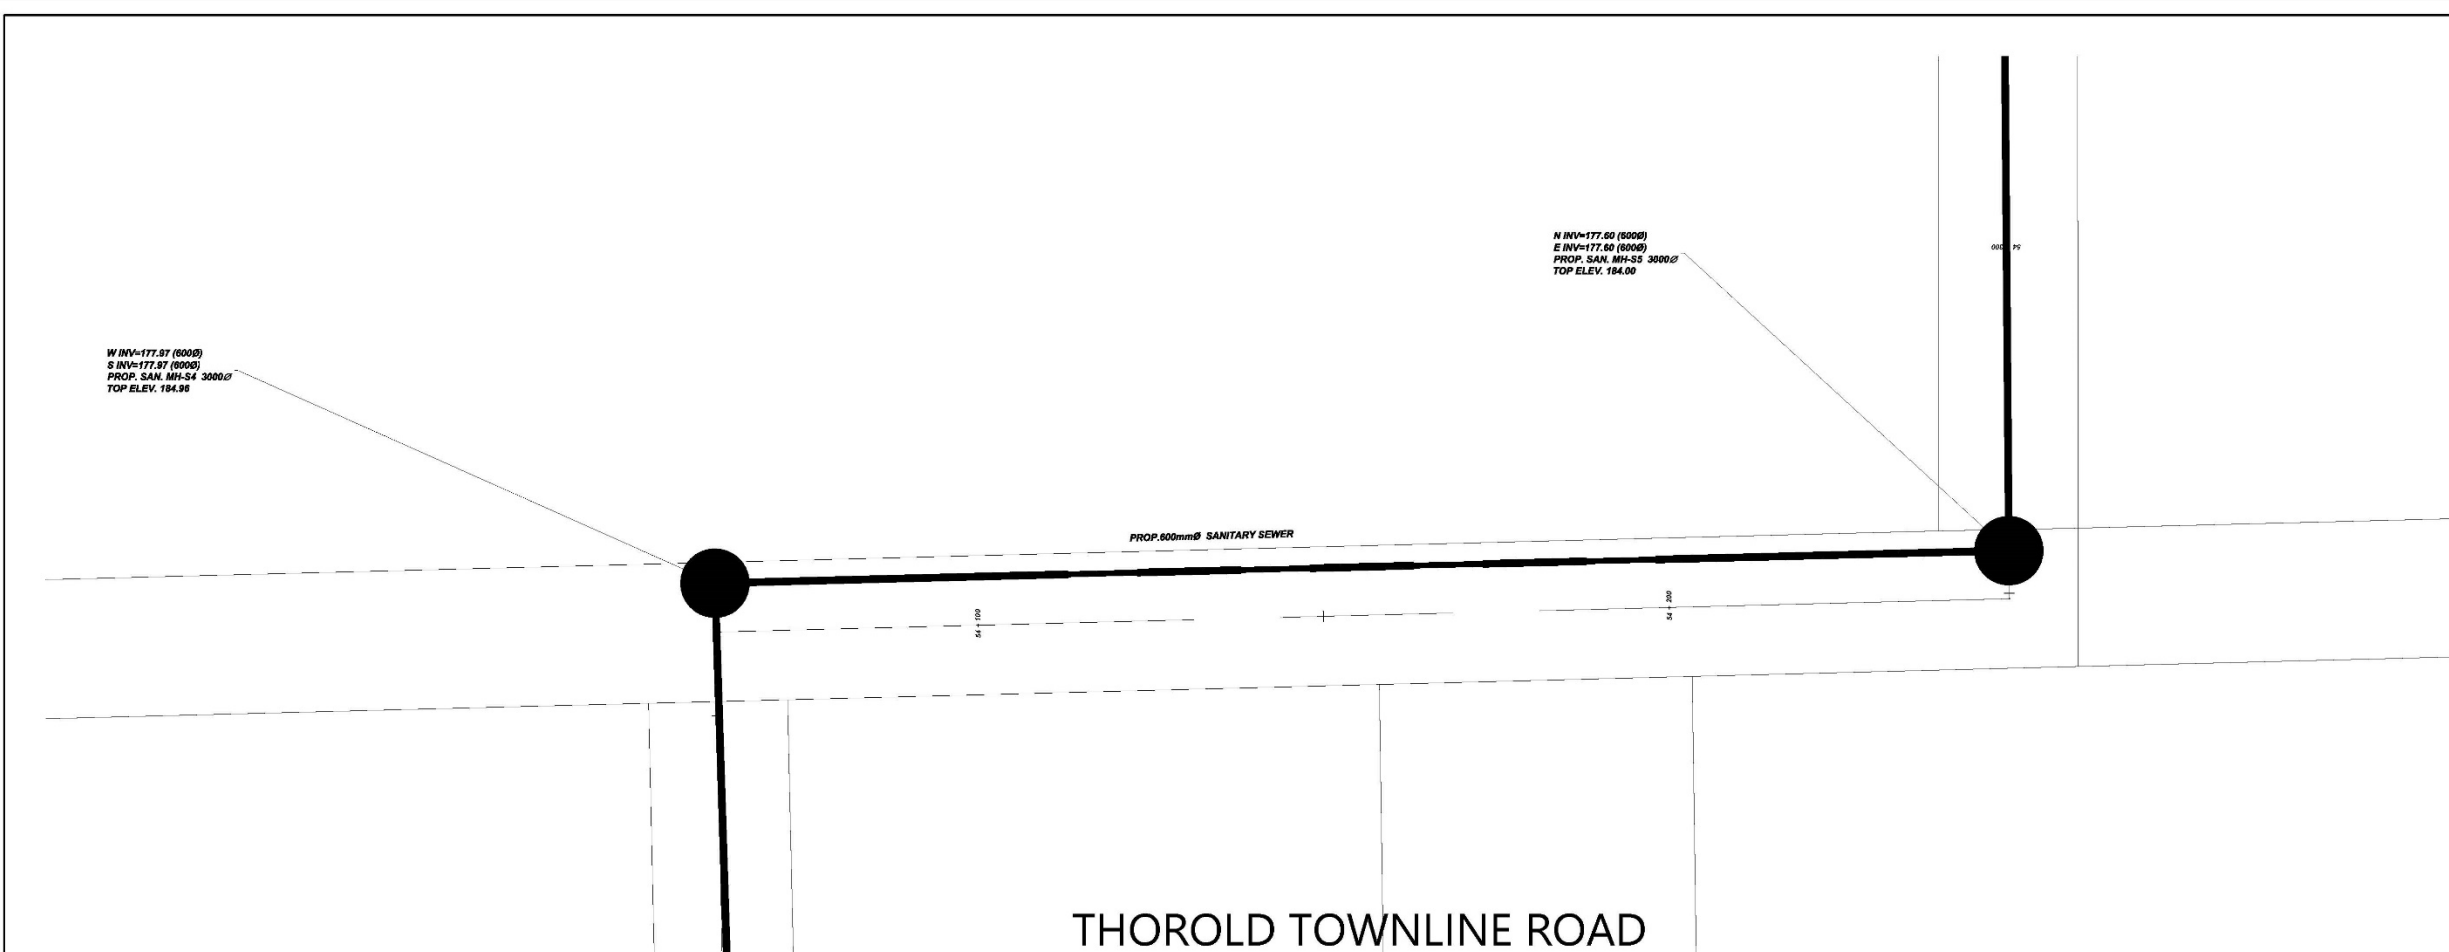 N INV=177.60 (600Ø)
E INV=177.60 (600Ø)
PROP. SAN. MH-S5 3000Ø
TOP ELEV. 184.00
W INV=177.97 (600Ø)
S INV=177.97 (600Ø)
PROP. SAN. MH-S4 3000Ø
TOP ELEV. 184.96
PROP.600mmØ SANITARY SEWER
54 + 100
54 + 200
THOROLD TOWNLINE ROAD